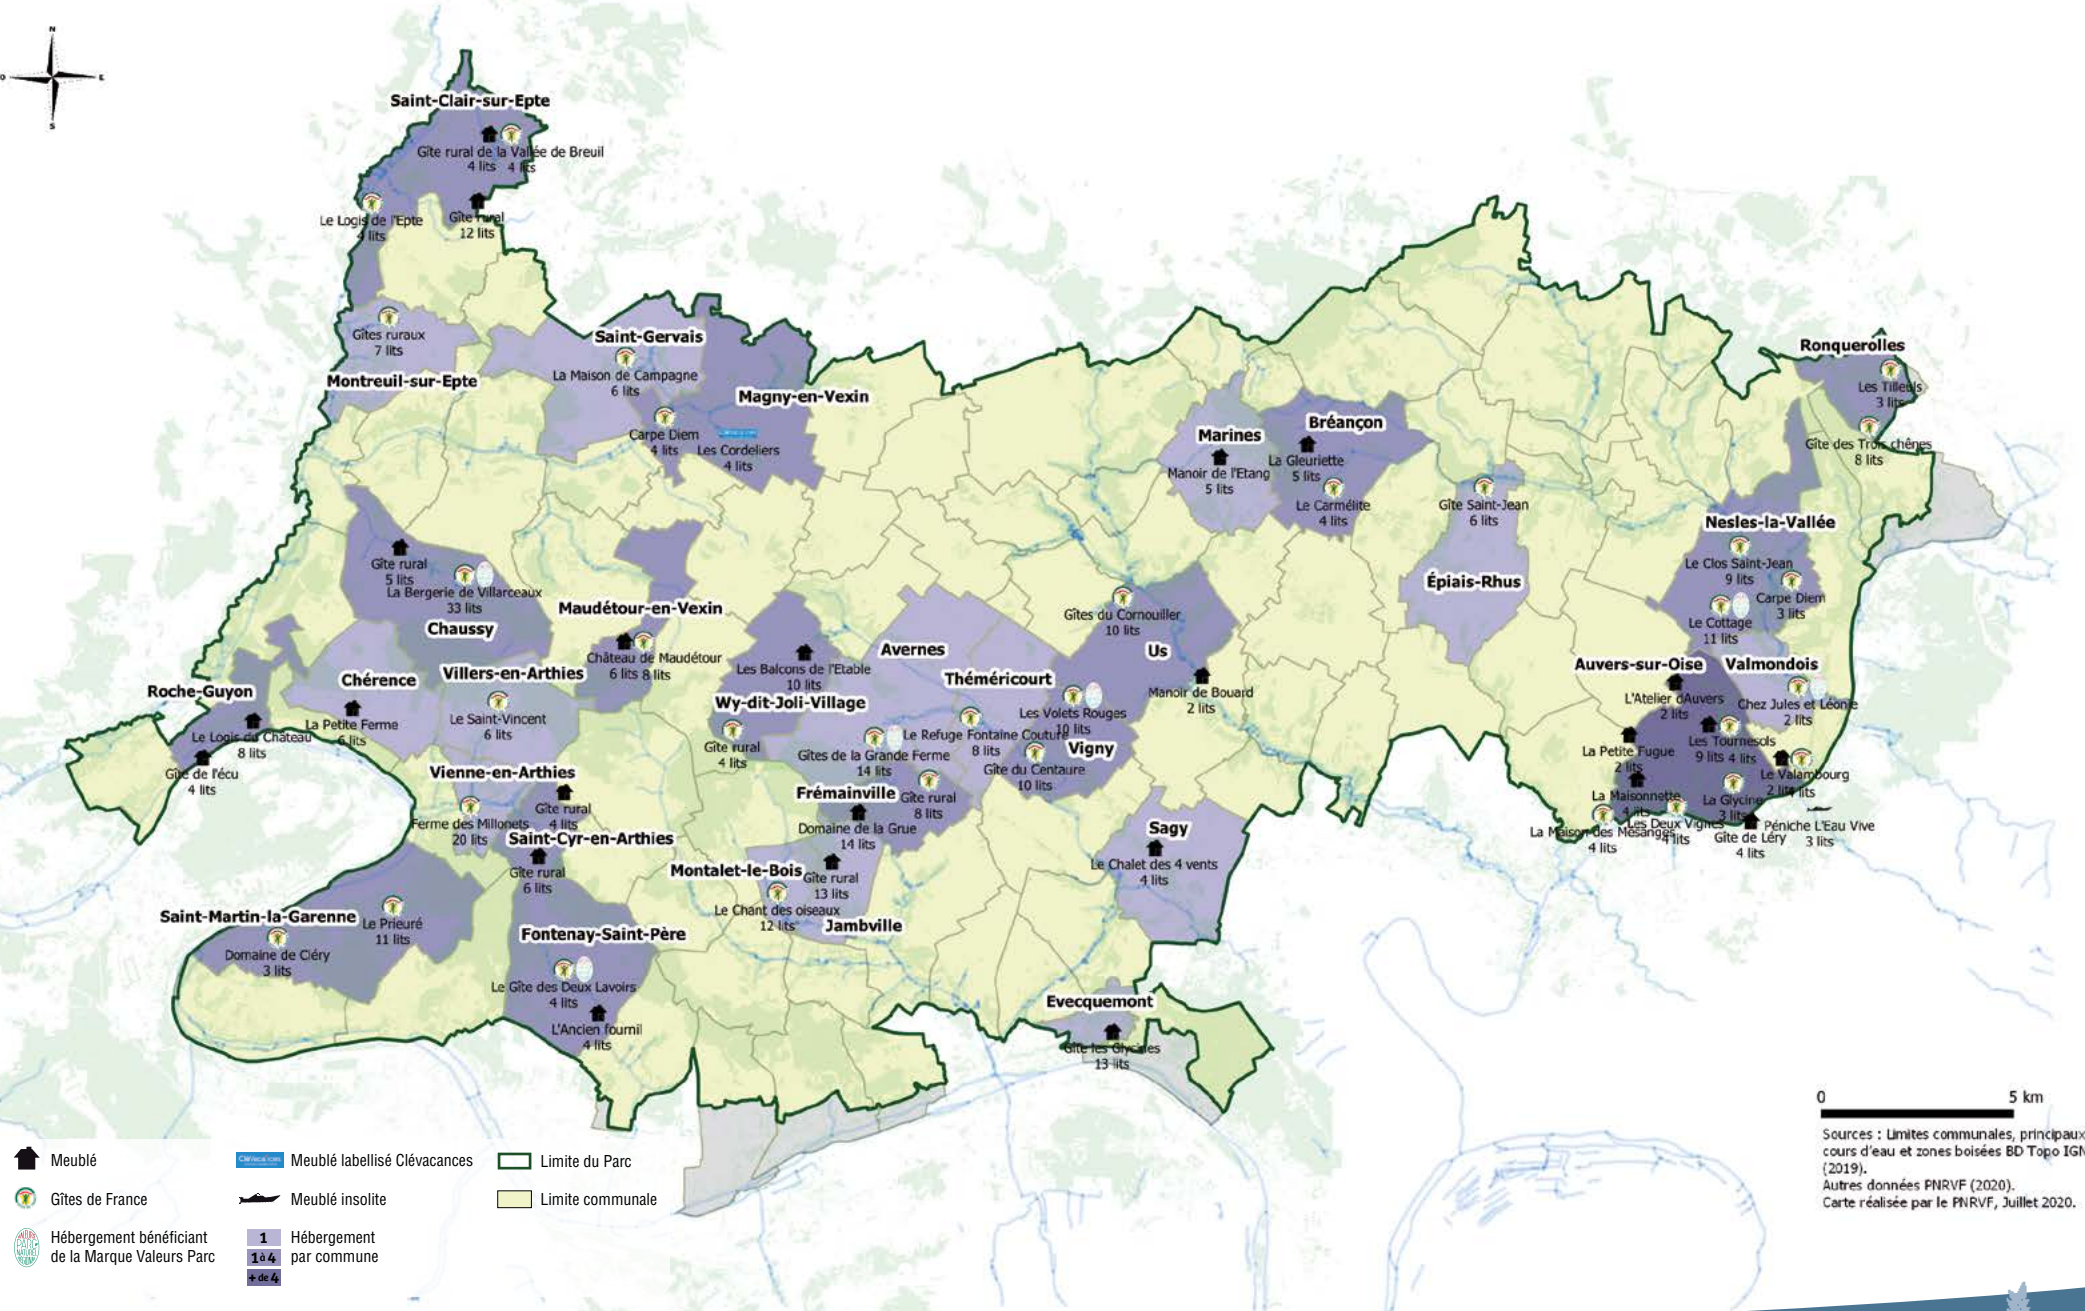 N
O
E
S
Saint-Clair-sur-Epte
Gîte rural de la Vallée de Breuil
4 lits 4 lits
Le Logis de l'Epte
4 lits
Gîte rural
12 lits
Gîtes ruraux
7 lits
Montreuil-sur-Epte
Saint-Gervais
La Maison de Campagne
6 lits
Carpe Diem
4 lits
Magny-en-Vexin
Les Cordeliers
4 lits
Marines
Manoir de l'Etang
5 lits
Bréançon
La Gleuriette
5 lits
Le Carmélite
4 lits
Gîte Saint-Jean
6 lits
Épiais-Rhus
Ronquerolles
Les Tilleuls
3 lits
Gîte des Trois chênes
8 lits
Nesles-la-Vallée
Le Clos Saint-Jean
9 lits
Carpe Diem
3 lits
Le Cottage
11 lits
Gîte rural
5 lits
La Bergerie de Villarceaux
33 lits
Chaussy
Maudétour-en-Vexin
Château de Maudétour
6 lits 8 lits
Villers-en-Arthies
Le Saint-Vincent
6 lits
Chérence
La Petite Ferme
6 lits
Roche-Guyon
Le Logis du Chateau
8 lits
Gîte de l'écu
4 lits
Les Balcons de l'Etable
10 lits
Wy-dit-Joli-Village
Gîte rural
4 lits
Avernes
Gîtes de la Grande Ferme
14 lits
Théméricourt
Le Refuge Fontaine Couture
8 lits
Gîtes du Cornouiller
10 lits
Us
Manoir de Bouard
2 lits
Les Volets Rouges
10 lits
Vigny
Gîte du Centaure
10 lits
Auvers-sur-Oise
L'Atelier d'Auvers
2 lits
Valmondois
Chez Jules et Léonie
2 lits
La Petite Fugue
2 lits
Les Tournesols
9 lits 4 lits
Le Valambourg
2 lits 4 lits
La Maisonnette
4 lits
La Glycine
3 lits
La Maison des Mésanges
4 lits
Les Deux Vignes
4 lits
Gîte de Léry
4 lits
Péniche L'Eau Vive
3 lits
Vienne-en-Arthies
Ferme des Millonets
20 lits
Gîte rural
4 lits
Saint-Cyr-en-Arthies
Gîte rural
6 lits
Frémainville
Gîte rural
8 lits
Domaine de la Grue
14 lits
Montalet-le-Bois
Le Chant des oiseaux
12 lits
Gîte rural
13 lits
Jambville
Sagy
Le Chalet des 4 vents
4 lits
Saint-Martin-la-Garenne
Le Prieuré
11 lits
Domaine de Cléry
3 lits
Fontenay-Saint-Père
Le Gîte des Deux Lavoirs
4 lits
L'Ancien fournil
4 lits
Evecquemont
Gîte les Glycines
13 lits
0 5 km
Sources : Limites communales, principaux
cours d'eau et zones boisées BD Topo IGN
(2019).
Autres données PNRVF (2020).
Carte réalisée par le PNRVF, Juillet 2020.
Meublé
Gîtes de France
Hébergement bénéficiant
de la Marque Valeurs Parc
Clévacances
Meublé labellisé Clévacances
Meublé insolite
1
1 à 4
+ de 4
Hébergement
par commune
Limite du Parc
Limite communale